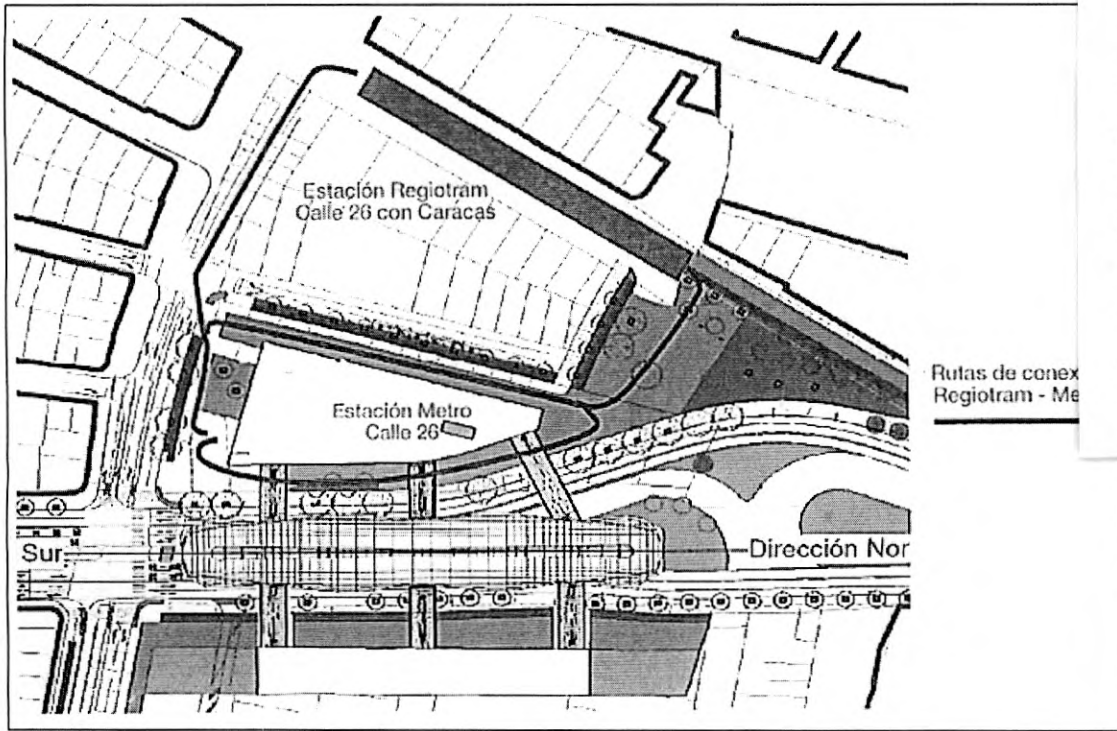 Estación Regiotram
Calle 26 con Caracas
Estación Metro
Calle 26
Rutas de conex
Regiotram - Me
Sur
Dirección Nor